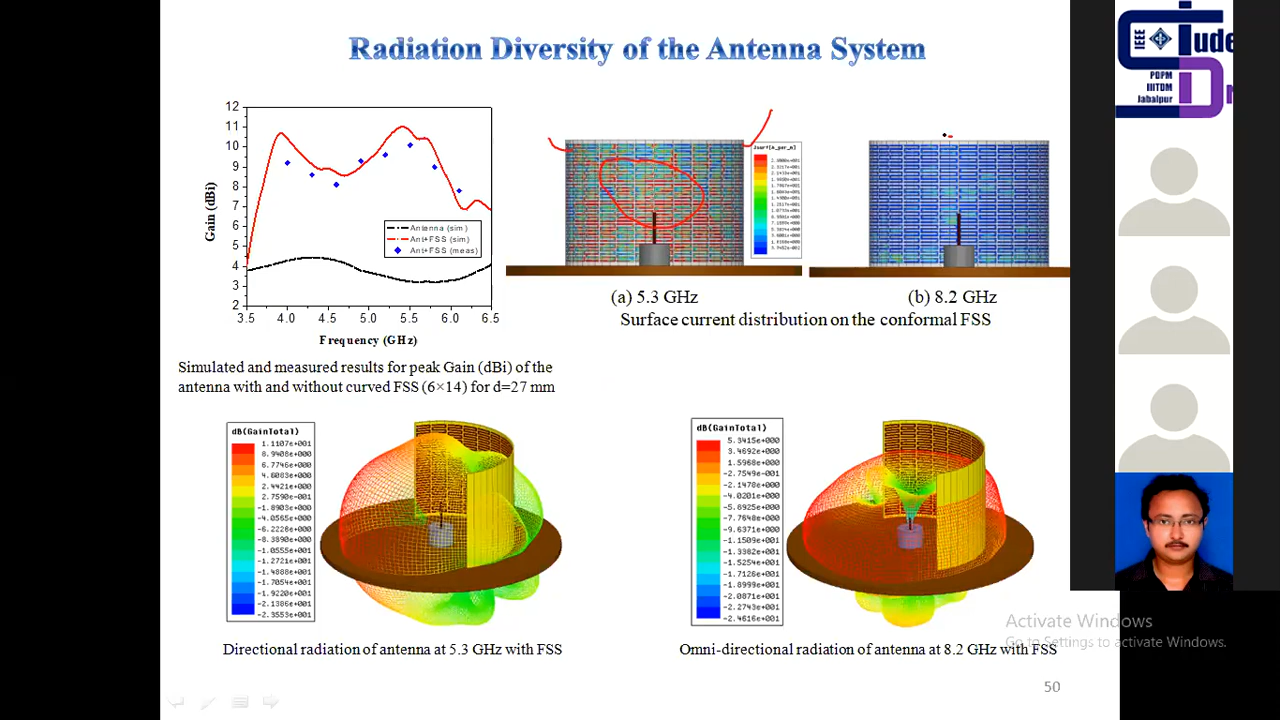 Radiation Diversity of the Antenna System
12
11
10
9
8
7
6
5
4
3
2
3.5 4.0 4.5 5.0 5.5 6.0 6.5
Gain (dBi)
Frequency (GHz)
Antenna (sim)
Ant+FSS (sim)
Ant+FSS (meas)
Simulated and measured results for peak Gain (dBi) of the
antenna with and without curved FSS (6×14) for d=27 mm
Jsurf[A_per_m]
(a) 5.3 GHz
(b) 8.2 GHz
Surface current distribution on the conformal FSS
dB(GainTotal)
1.1107e+001
8.9408e+000
6.7746e+000
4.6083e+000
2.4421e+000
2.7590e-001
-1.8903e+000
-4.0565e+000
-6.2228e+000
-8.3890e+000
-1.0555e+001
-1.2721e+001
-1.4888e+001
-1.7054e+001
-1.9220e+001
-2.1386e+001
-2.3553e+001
Directional radiation of antenna at 5.3 GHz with FSS
dB(GainTotal)
5.3415e+000
3.4692e+000
1.5968e+000
-2.7549e-001
-2.1478e+000
-4.0201e+000
-5.8925e+000
-7.7648e+000
-9.6371e+000
-1.1509e+001
-1.3382e+001
-1.5254e+001
-1.7126e+001
-1.8999e+001
-2.0871e+001
-2.2743e+001
-2.4616e+001
Omni-directional radiation of antenna at 8.2 GHz with FSS
50
IEEE
tude
PDPM
IIITDM
Jabalpur
Activate Windows
Go to Settings to activate Windows.